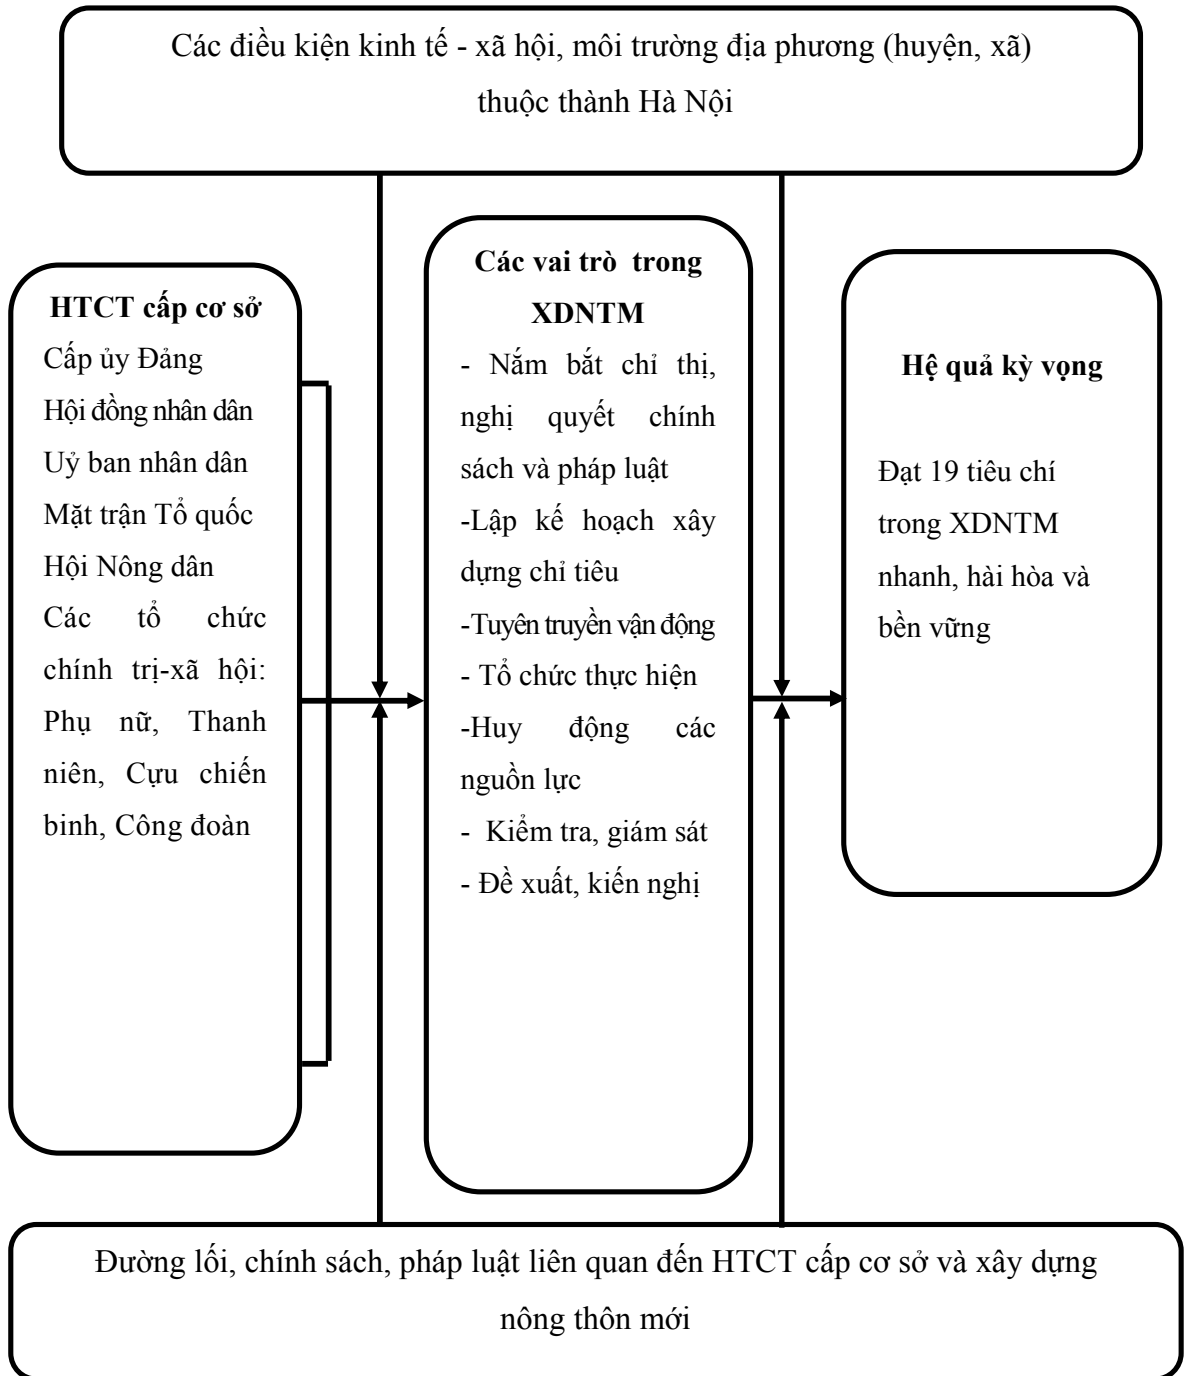 Các điều kiện kinh tế - xã hội, môi trường địa phương (huyện, xã)
thuộc thành Hà Nội
HTCT cấp cơ sở
Cấp ủy Đảng
Hội đồng nhân dân
Uỷ ban nhân dân
Mặt trận Tổ quốc
Hội Nông dân
Các tổ chức
chính trị-xã hội:
Phụ nữ, Thanh
niên, Cựu chiến
binh, Công đoàn
Các vai trò trong
XDNTM
- Nắm bắt chỉ thị,
nghị quyết chính
sách và pháp luật
-Lập kế hoạch xây
dựng chỉ tiêu
-Tuyên truyền vận động
- Tổ chức thực hiện
-Huy động các
nguồn lực
- Kiểm tra, giám sát
- Đề xuất, kiến nghị
Hệ quả kỳ vọng
Đạt 19 tiêu chí
trong XDNTM
nhanh, hài hòa và
bền vững
Đường lối, chính sách, pháp luật liên quan đến HTCT cấp cơ sở và xây dựng
nông thôn mới